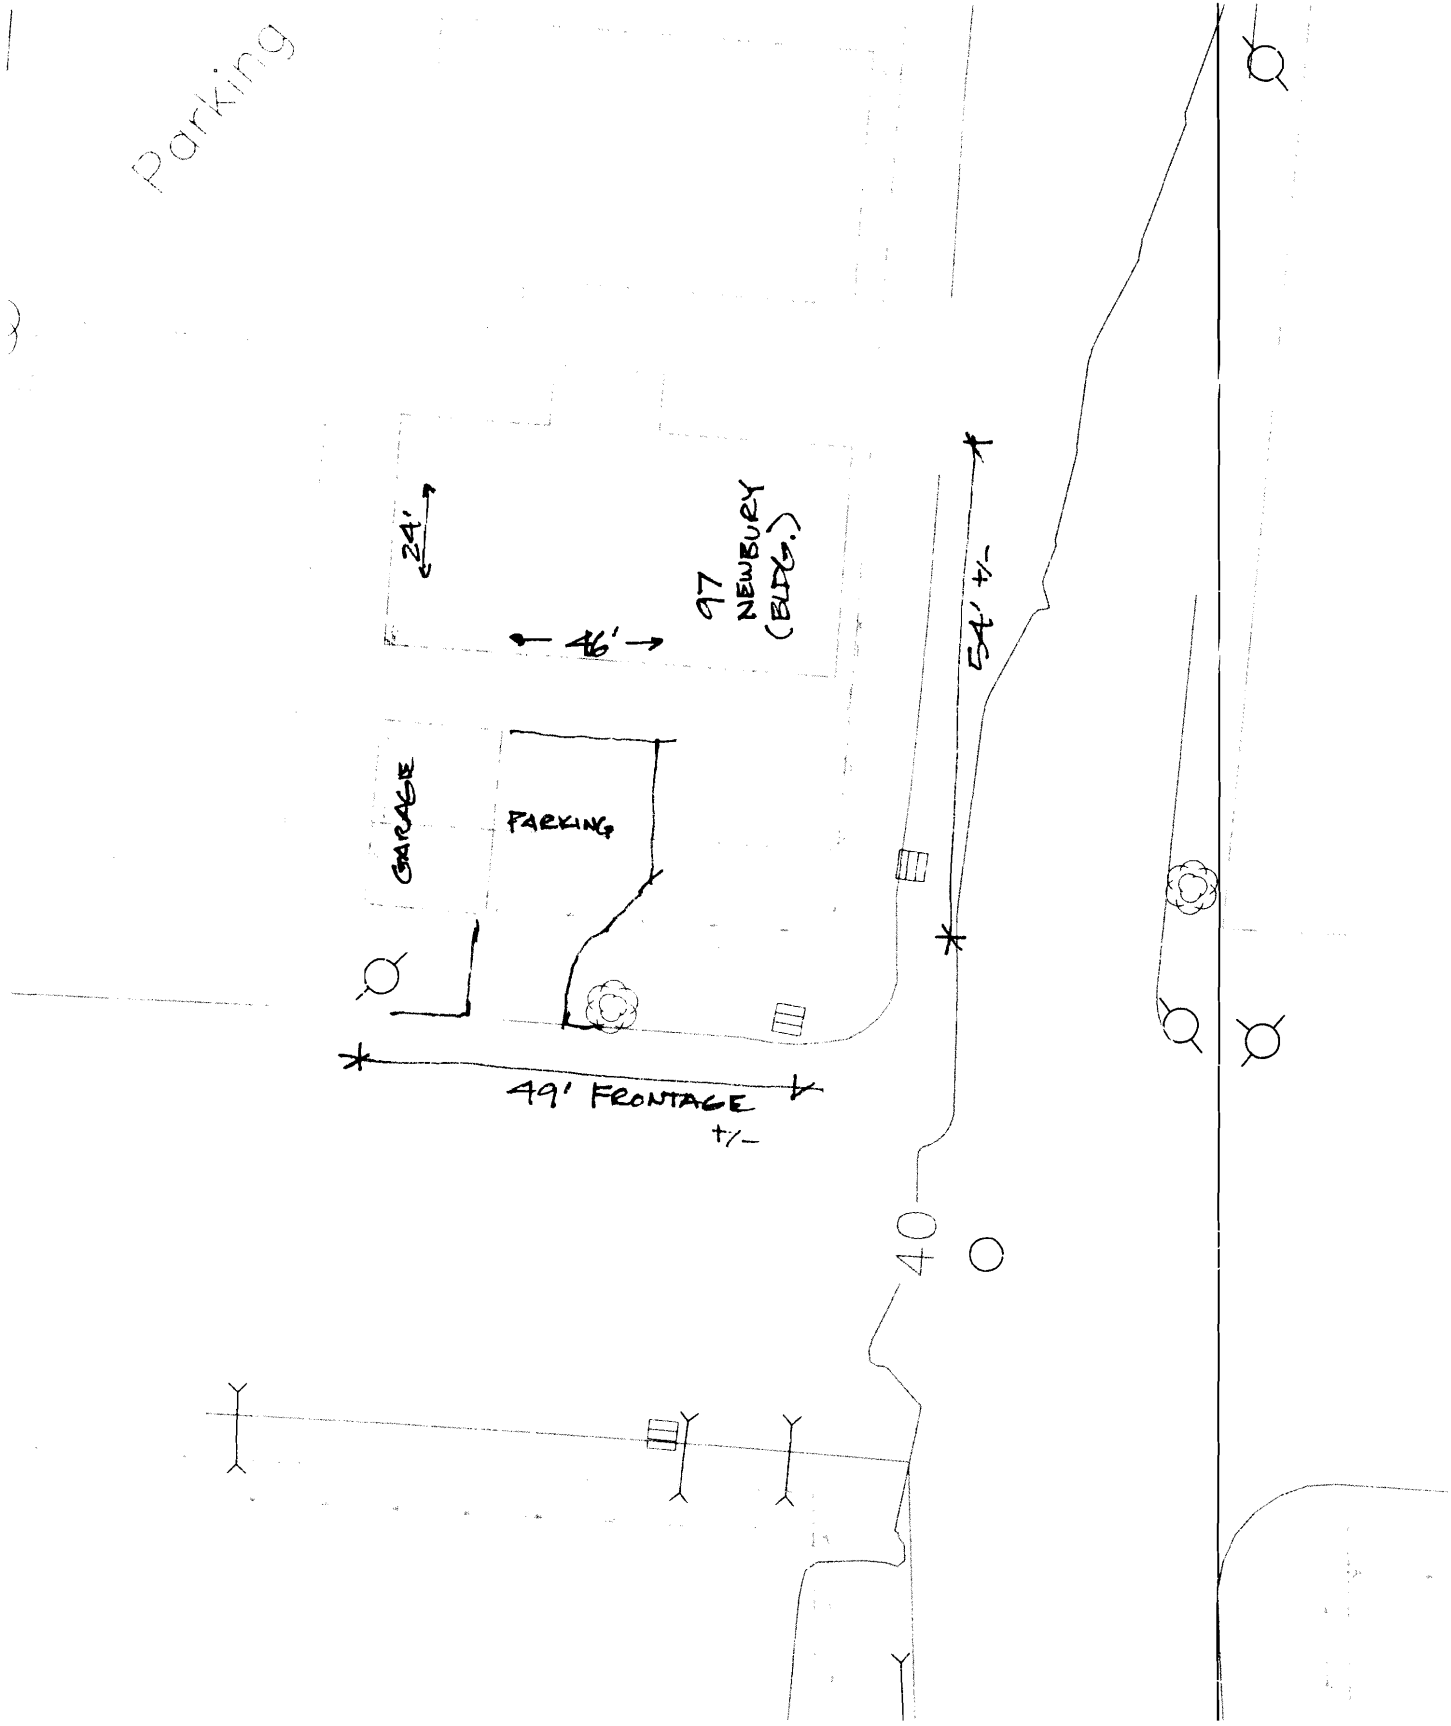 Parking
24'
46'
97
NEWBURY
(BLDG.)
54' +/-
GARAGE
PARKING
49' FRONTAGE
+/-
40